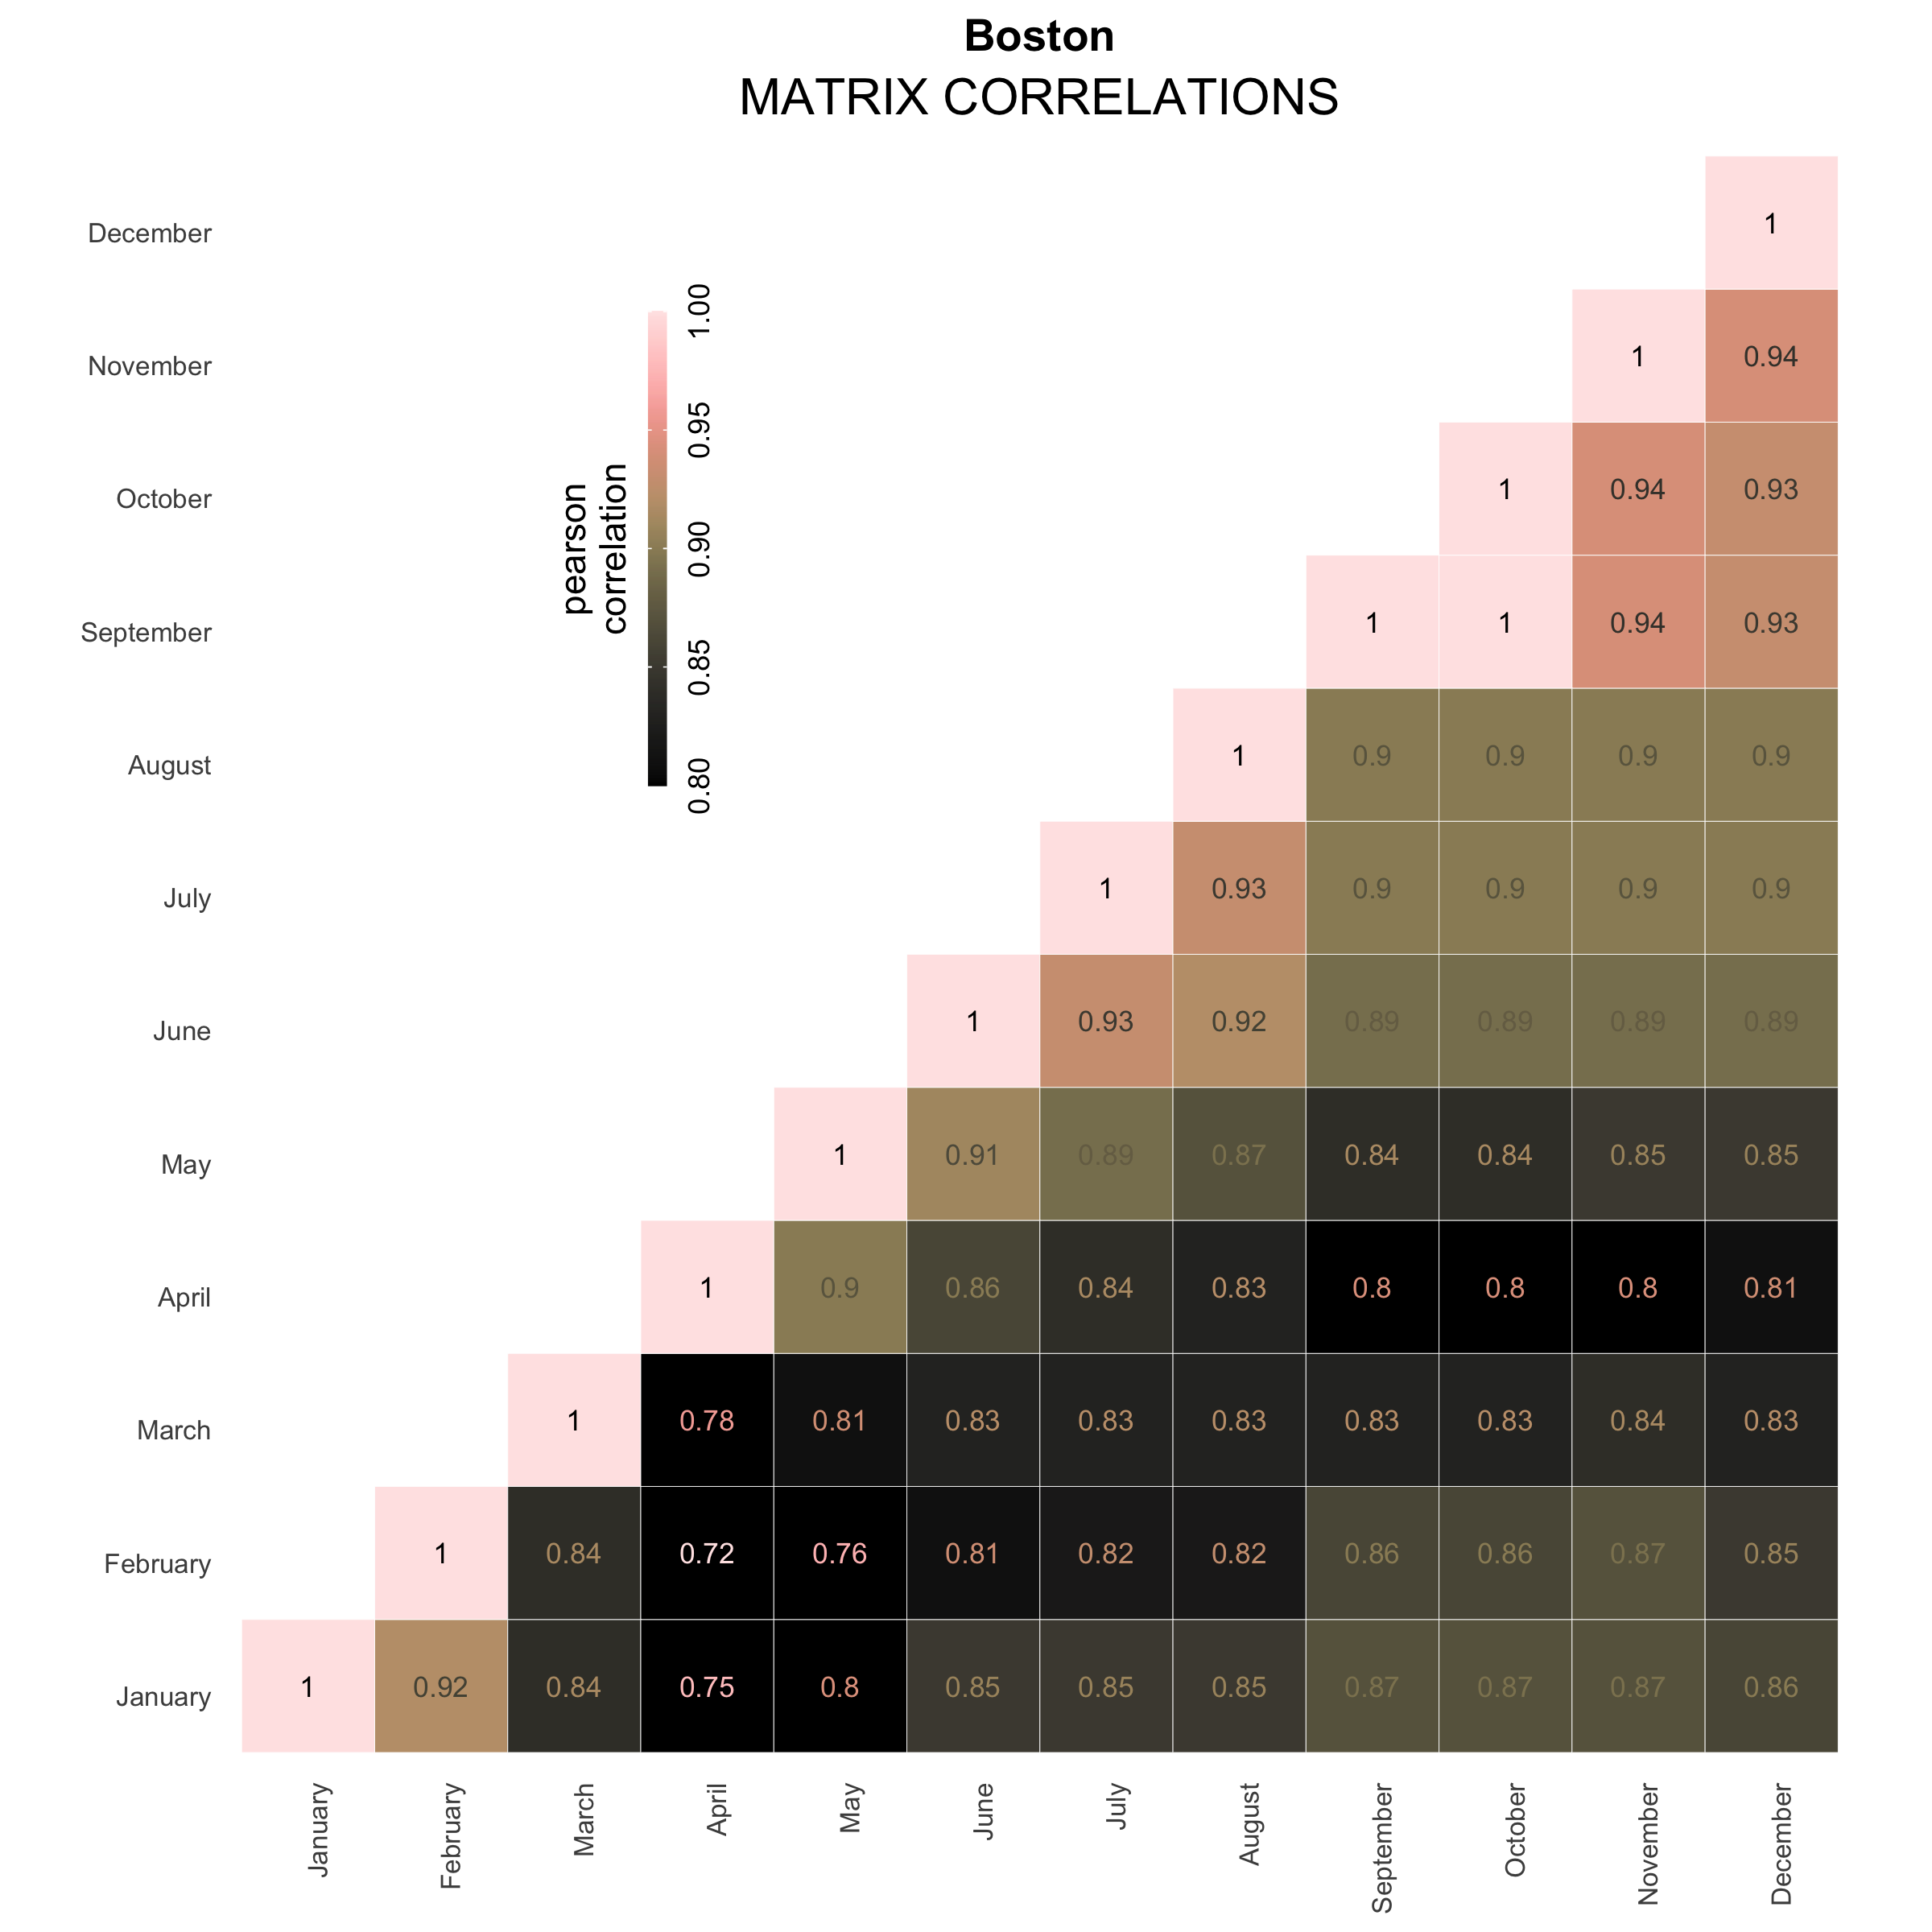 Boston
MATRIX CORRELATIONS
December 1
November 1 0.94
October 1 0.94 0.93
September 1 1 0.94 0.93
August 1 0.9 0.9 0.9 0.9
July 1 0.93 0.9 0.9 0.9 0.9
June 1 0.93 0.92 0.89 0.89 0.89 0.89
May 1 0.91 0.89 0.87 0.84 0.84 0.85 0.85
April 1 0.9 0.86 0.84 0.83 0.8 0.8 0.8 0.81
March 1 0.78 0.81 0.83 0.83 0.83 0.83 0.83 0.84 0.83
February 1 0.84 0.72 0.76 0.81 0.82 0.82 0.86 0.86 0.87 0.85
January 1 0.92 0.84 0.75 0.8 0.85 0.85 0.85 0.87 0.87 0.87 0.86
January February March April May June July August September October November December
pearson
correlation
0.80 0.85 0.90 0.95 1.00